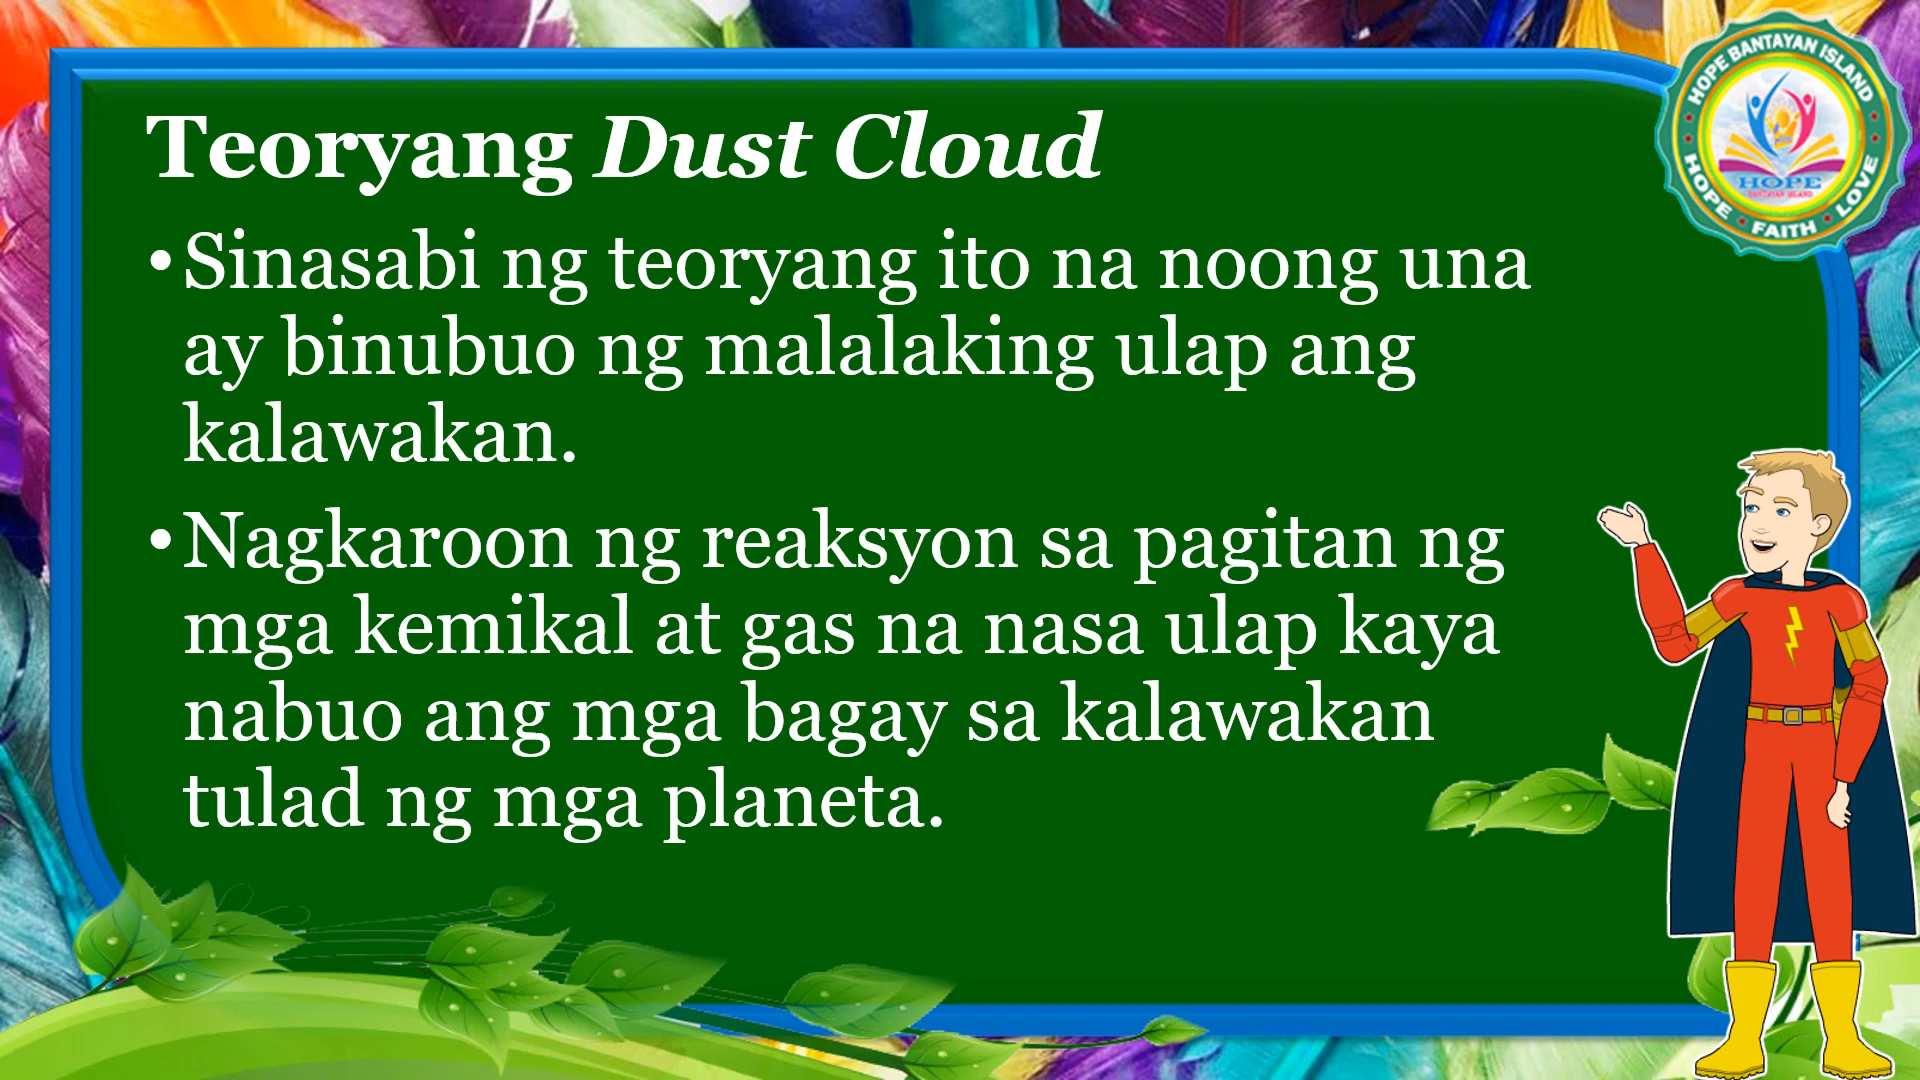 Teoryang Dust Cloud
•Sinasabi ng teoryang ito na noong una
ay binubuo ng malalaking ulap ang
kalawakan.
•Nagkaroon ng reaksyon sa pagitan ng
mga kemikal at gas na nasa ulap kaya
nabuo ang mga bagay sa kalawakan
tulad ng mga planeta.
HOPE BANTAYAN ISLAND
HOPE
BANTAYAN ISLAND
HOPE • FAITH • LOVE